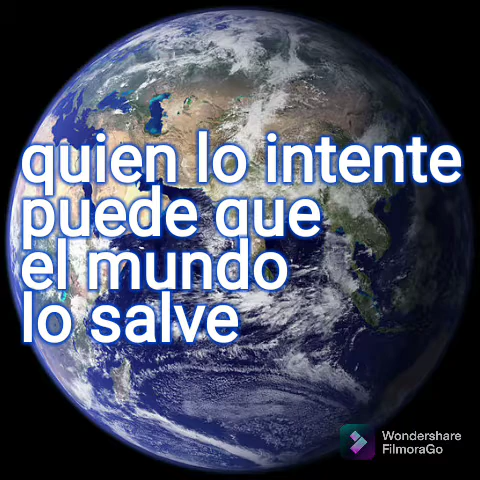 quien lo intente
puede que
el mundo
lo salve
Wondershare
FilmoraGo